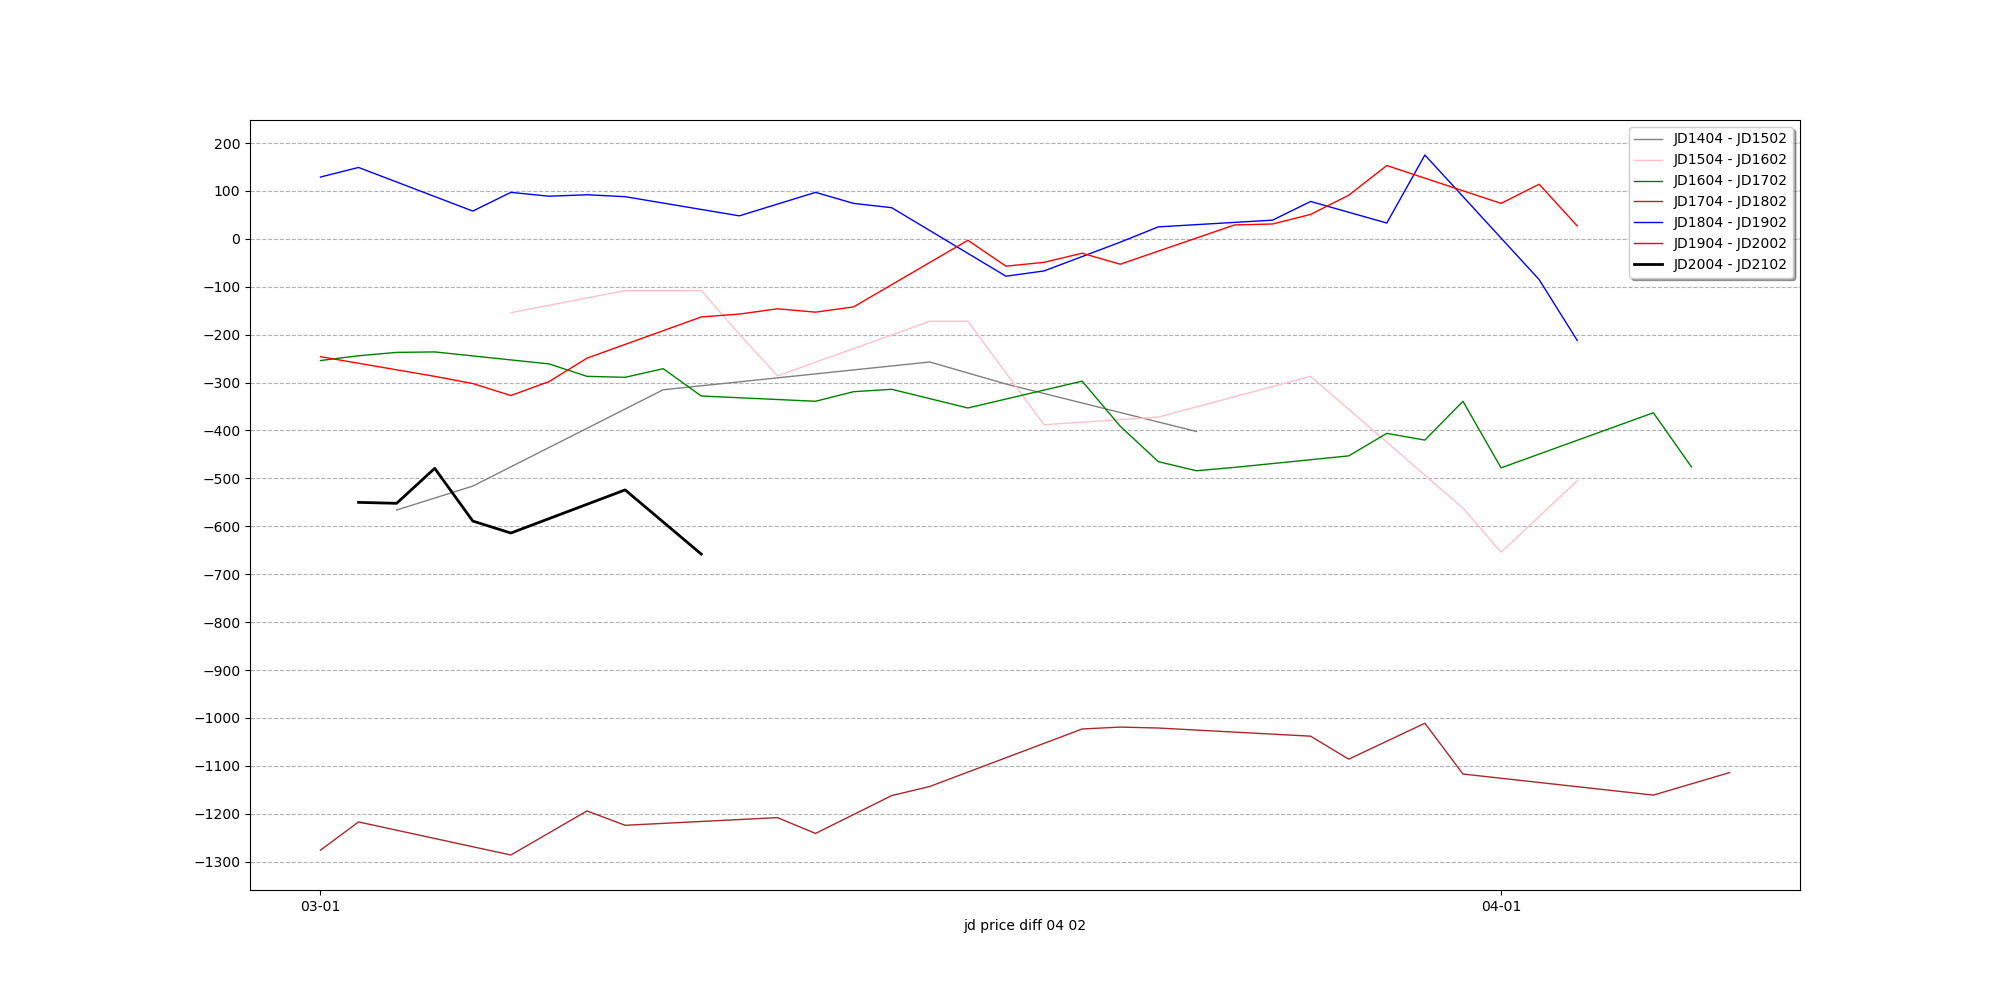 200
100
0
−100
−200
−300
−400
−500
−600
−700
−800
−900
−1000
−1100
−1200
−1300
JD1404 - JD1502
JD1504 - JD1602
JD1604 - JD1702
JD1704 - JD1802
JD1804 - JD1902
JD1904 - JD2002
JD2004 - JD2102
03-01
04-01
jd price diff 04 02